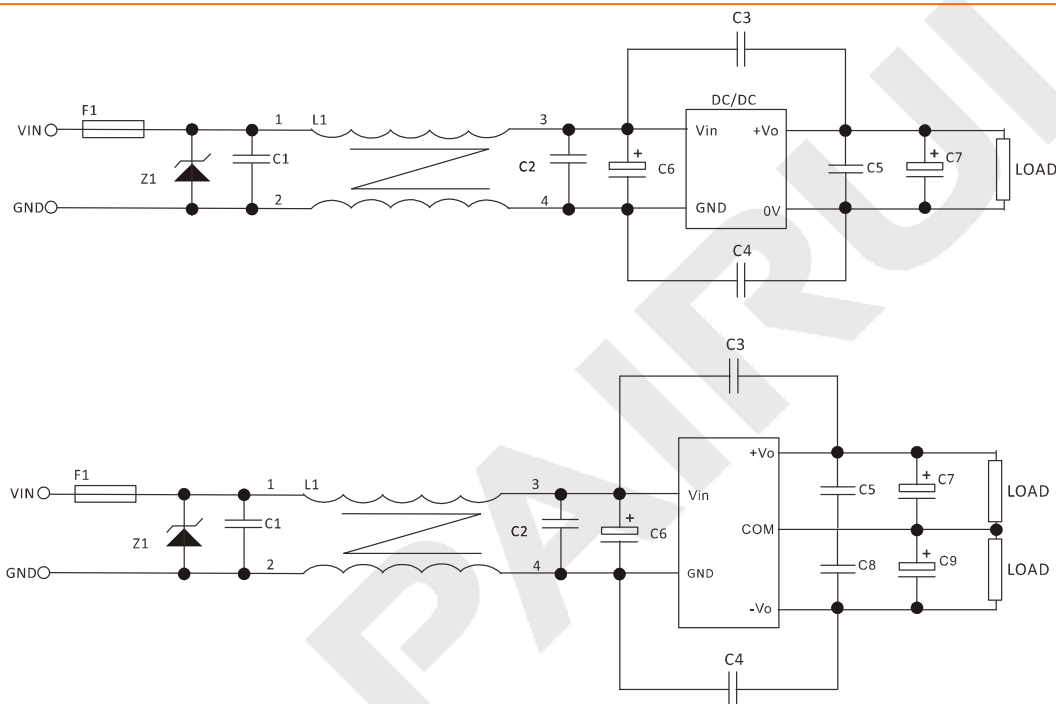 C3
F1
1
L1
3
DC/DC
VIN
Vin
+Vo
+
+
Z1
C1
C2
C6
C5
C7
LOAD
GND
2
4
GND
0V
C4
C3
+Vo
F1
1
L1
3
VIN
Vin
C5
+
C7
LOAD
Z1
C1
C2
+
C6
COM
GND
2
4
GND
C8
+
C9
LOAD
-Vo
C4
PAIRUI